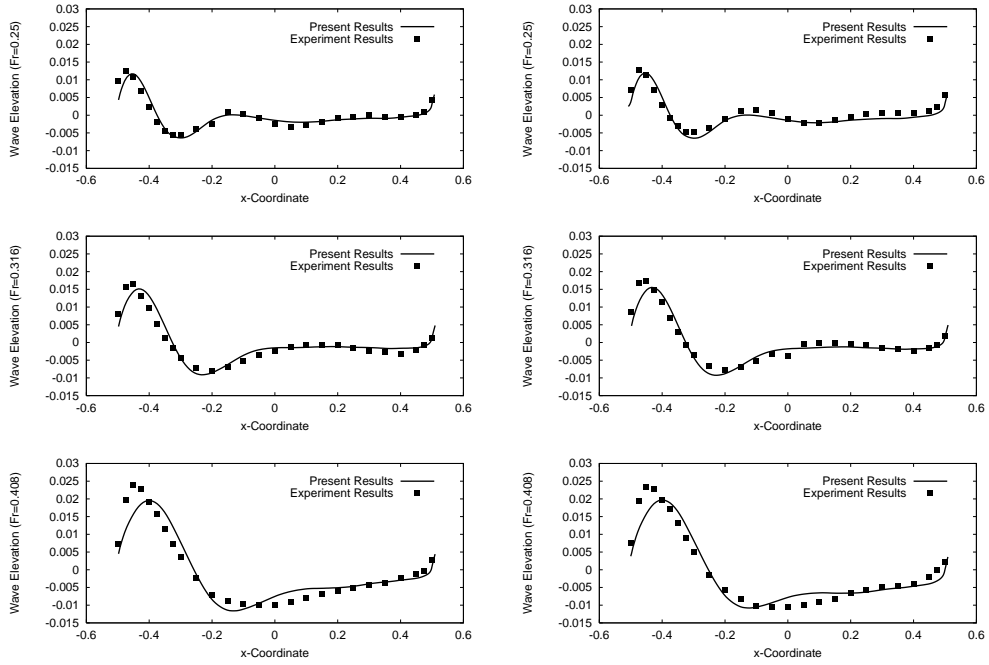 0.03
0.025
0.02
0.015
0.01
0.005
0
-0.005
-0.01
-0.015
-0.6 -0.4 -0.2 0 0.2 0.4 0.6
Wave Elevation (Fr=0.25)
x-Coordinate
Present Results
Experiment Results
0.03
0.025
0.02
0.015
0.01
0.005
0
-0.005
-0.01
-0.015
-0.6 -0.4 -0.2 0 0.2 0.4 0.6
Wave Elevation (Fr=0.25)
x-Coordinate
Present Results
Experiment Results
0.03
0.025
0.02
0.015
0.01
0.005
0
-0.005
-0.01
-0.015
-0.6 -0.4 -0.2 0 0.2 0.4 0.6
Wave Elevation (Fr=0.316)
x-Coordinate
Present Results
Experiment Results
0.03
0.025
0.02
0.015
0.01
0.005
0
-0.005
-0.01
-0.015
-0.6 -0.4 -0.2 0 0.2 0.4 0.6
Wave Elevation (Fr=0.316)
x-Coordinate
Present Results
Experiment Results
0.03
0.025
0.02
0.015
0.01
0.005
0
-0.005
-0.01
-0.015
-0.6 -0.4 -0.2 0 0.2 0.4 0.6
Wave Elevation (Fr=0.408)
x-Coordinate
Present Results
Experiment Results
0.03
0.025
0.02
0.015
0.01
0.005
0
-0.005
-0.01
-0.015
-0.6 -0.4 -0.2 0 0.2 0.4 0.6
Wave Elevation (Fr=0.408)
x-Coordinate
Present Results
Experiment Results